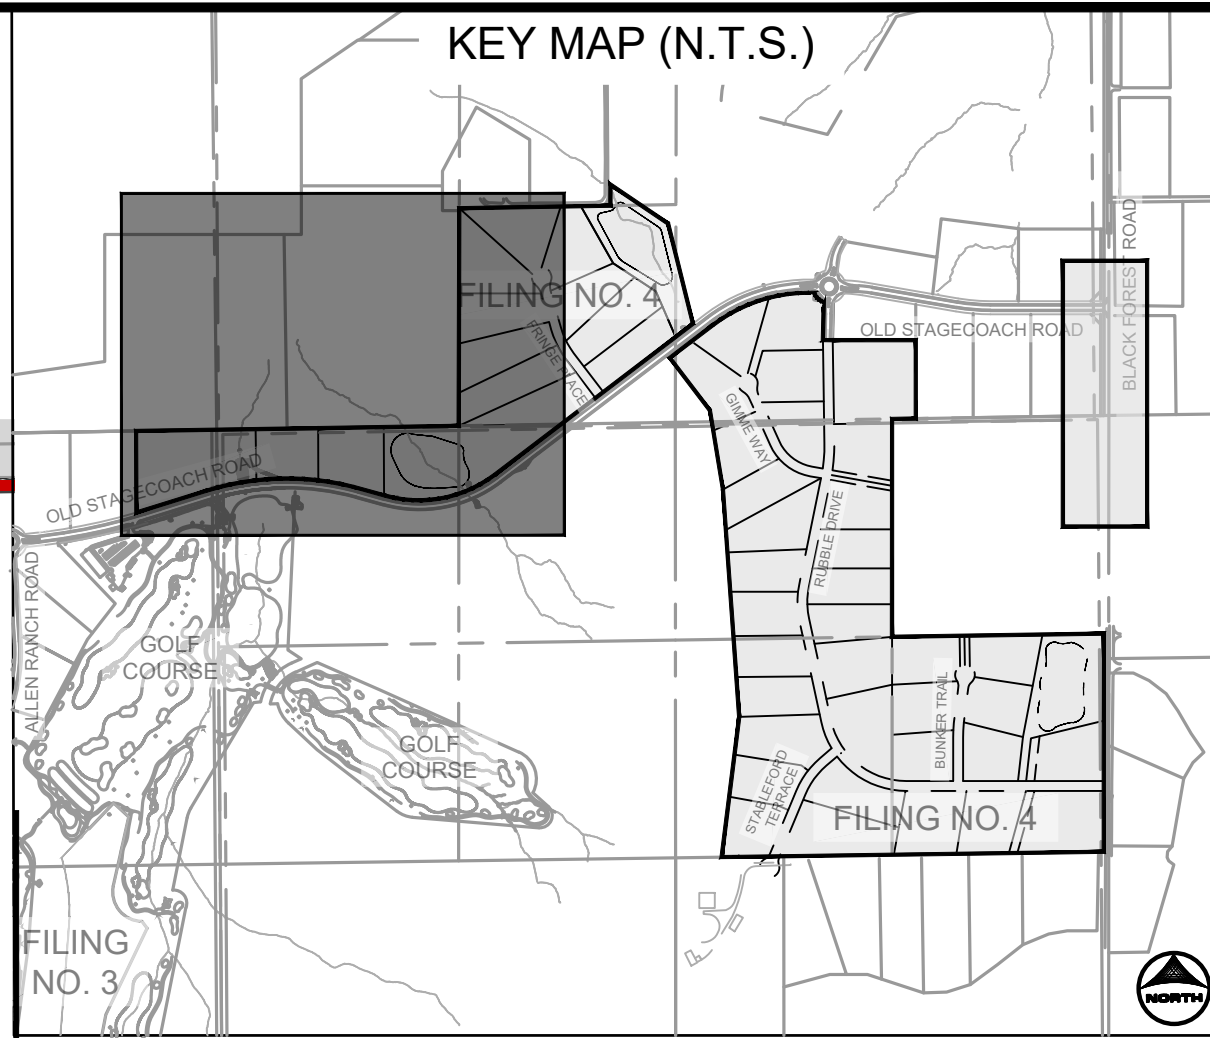 KEY MAP (N.T.S.)
FILING NO. 4
FRINGE PLACE
OLD STAGECOACH ROAD
BLACK FOREST ROAD
GIMME WAY
OLD STAGECOACH ROAD
RUBBLE DRIVE
ALLEN RANCH ROAD
GOLF
COURSE
GOLF
COURSE
BUNKER TRAIL
STABLEFORD
TERRACE
FILING NO. 4
FILING
NO. 3
NORTH